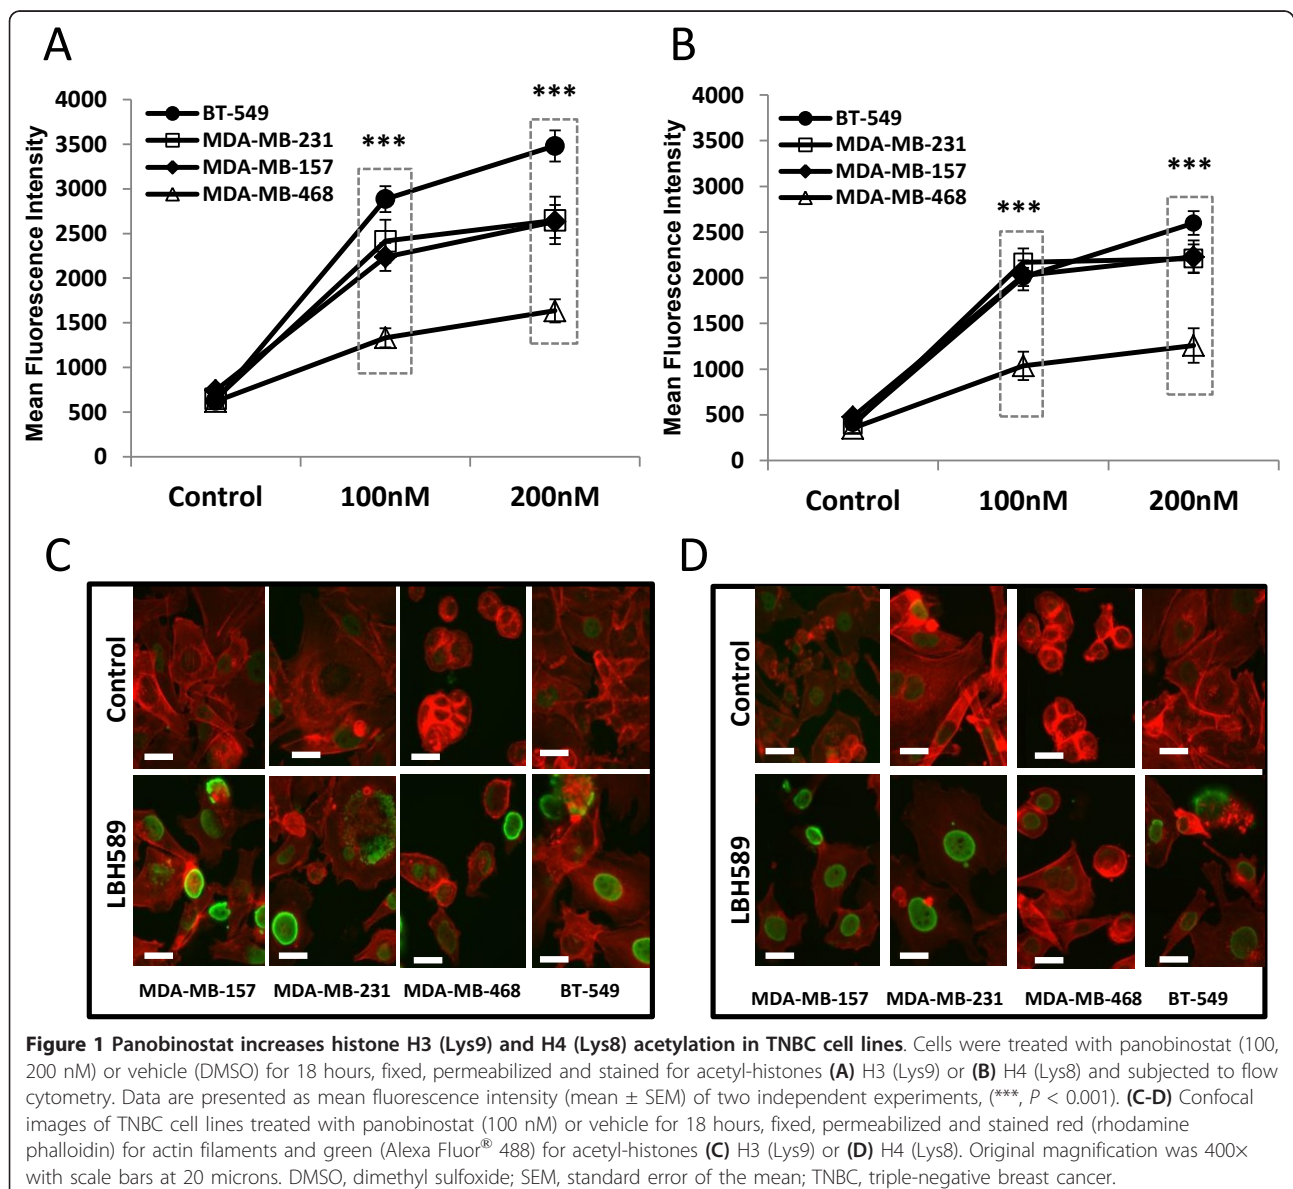 A
Mean Fluorescence Intensity
4000
3500
3000
2500
2000
1500
1000
500
0
BT-549
MDA-MB-231
MDA-MB-157
MDA-MB-468
***
***
Control 100nM 200nM
B
Mean Fluorescence Intensity
4000
3500
3000
2500
2000
1500
1000
500
0
BT-549
MDA-MB-231
MDA-MB-157
MDA-MB-468
***
***
Control 100nM 200nM
C
Control
LBH589
MDA-MB-157 MDA-MB-231 MDA-MB-468 BT-549
D
Control
LBH589
MDA-MB-157 MDA-MB-231 MDA-MB-468 BT-549
Figure 1 Panobinostat increases histone H3 (Lys9) and H4 (Lys8) acetylation in TNBC cell lines. Cells were treated with panobinostat (100,
200 nM) or vehicle (DMSO) for 18 hours, fixed, permeabilized and stained for acetyl-histones (A) H3 (Lys9) or (B) H4 (Lys8) and subjected to flow
cytometry. Data are presented as mean fluorescence intensity (mean ± SEM) of two independent experiments, (***, P < 0.001). (C-D) Confocal
images of TNBC cell lines treated with panobinostat (100 nM) or vehicle for 18 hours, fixed, permeabilized and stained red (rhodamine
phalloidin) for actin filaments and green (Alexa Fluor® 488) for acetyl-histones (C) H3 (Lys9) or (D) H4 (Lys8). Original magnification was 400×
with scale bars at 20 microns. DMSO, dimethyl sulfoxide; SEM, standard error of the mean; TNBC, triple-negative breast cancer.